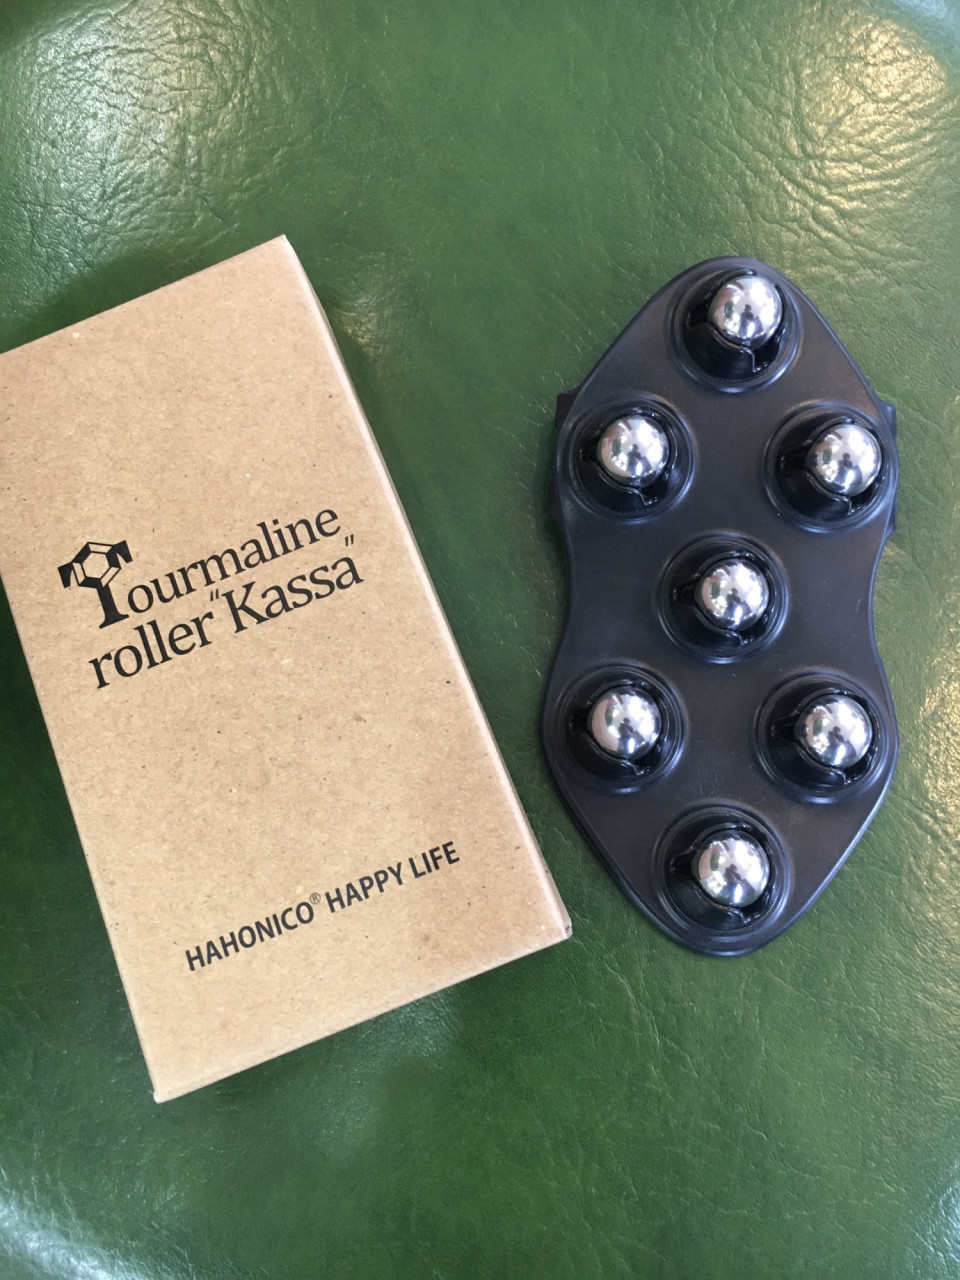 Tourmaline
roller "Kassa"
HAHONICO® HAPPY LIFE